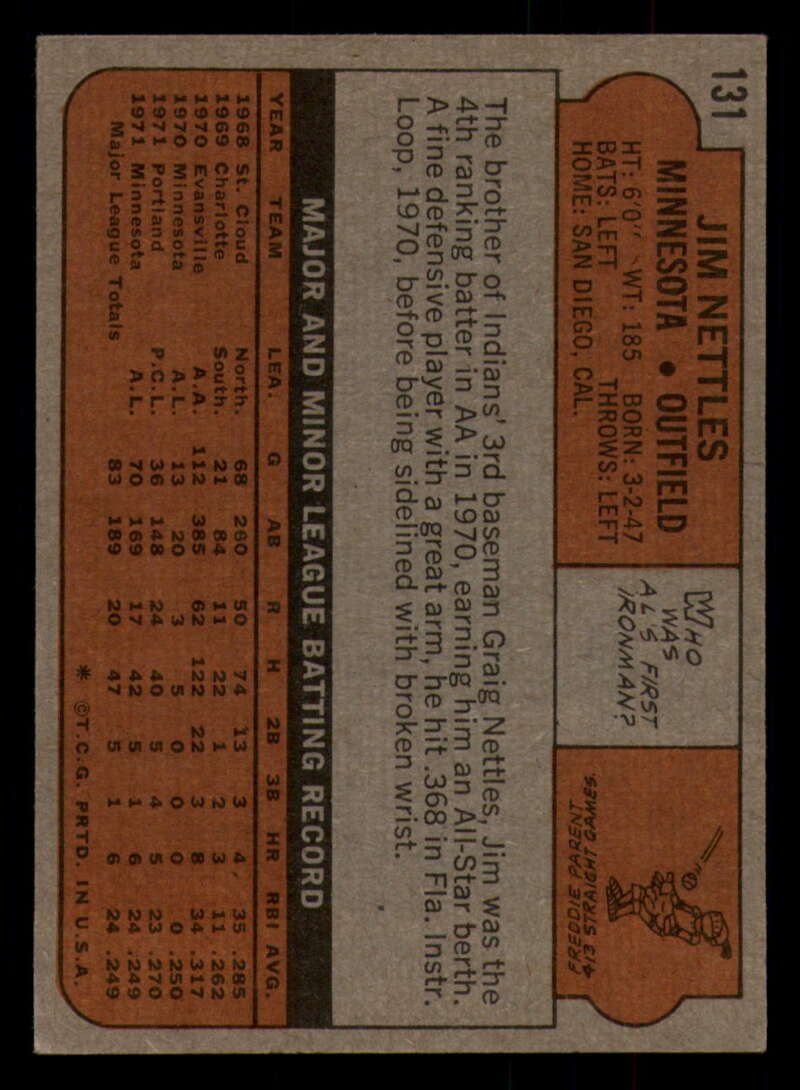 131
JIM NETTLES
MINNESOTA • OUTFIELD
HT: 6'0" WT: 185 BORN: 3-2-47
BATS: LEFT THROWS: LEFT
HOME: SAN DIEGO, CAL.
WHO
WAS
AL'S FIRST
IRONMAN?
FREDDIE PARENT
413 STRAIGHT GAMES.
The brother of Indians' 3rd baseman Graig Nettles, Jim was the
4th ranking batter in AA in 1970, earning him an All-Star berth.
A fine defensive player with a great arm, he hit .368 in Fla. Instr.
Loop, 1970, before being sidelined with broken wrist.
MAJOR AND MINOR LEAGUE BATTING RECORD
YEAR TEAM LEA. G AB R H 2B 3B HR RBI AVG.
1968 St. Cloud North. 68 260 50 74 13 3 4 35 .285
1969 Charlotte South. 21 84 11 22 1 2 3 11 .262
1970 Evansville A.A. 112 385 62 122 22 3 8 34 .317
1970 Minnesota A.L. 13 20 3 5 0 0 0 0 .250
1971 Portland P.C.L. 36 148 24 40 5 4 5 23 .270
1971 Minnesota A.L. 70 169 17 42 5 1 6 24 .249
Major League Totals 83 189 20 47 5 1 6 24 .249
* ©T.C.G. PRTD. IN U.S.A.